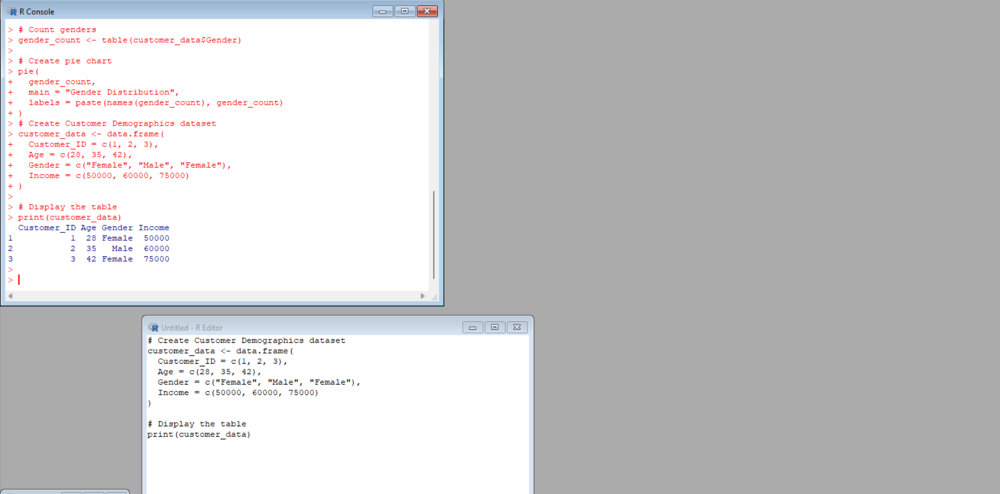 R Console
> # Count genders
> gender_count <- table(customer_data$Gender)
>
> # Create pie chart
> pie(
+   gender_count,
+   main = "Gender Distribution",
+   labels = paste(names(gender_count), gender_count)
+ )
> # Create Customer Demographics dataset
> customer_data <- data.frame(
+   Customer_ID = c(1, 2, 3),
+   Age = c(28, 35, 42),
+   Gender = c("Female", "Male", "Female"),
+   Income = c(50000, 60000, 75000)
+ )
>
> # Display the table
> print(customer_data)
  Customer_ID Age Gender Income
1           1  28 Female  50000
2           2  35   Male  60000
3           3  42 Female  75000
>
>
Untitled - R Editor
# Create Customer Demographics dataset
customer_data <- data.frame(
  Customer_ID = c(1, 2, 3),
  Age = c(28, 35, 42),
  Gender = c("Female", "Male", "Female"),
  Income = c(50000, 60000, 75000)
)

# Display the table
print(customer_data)